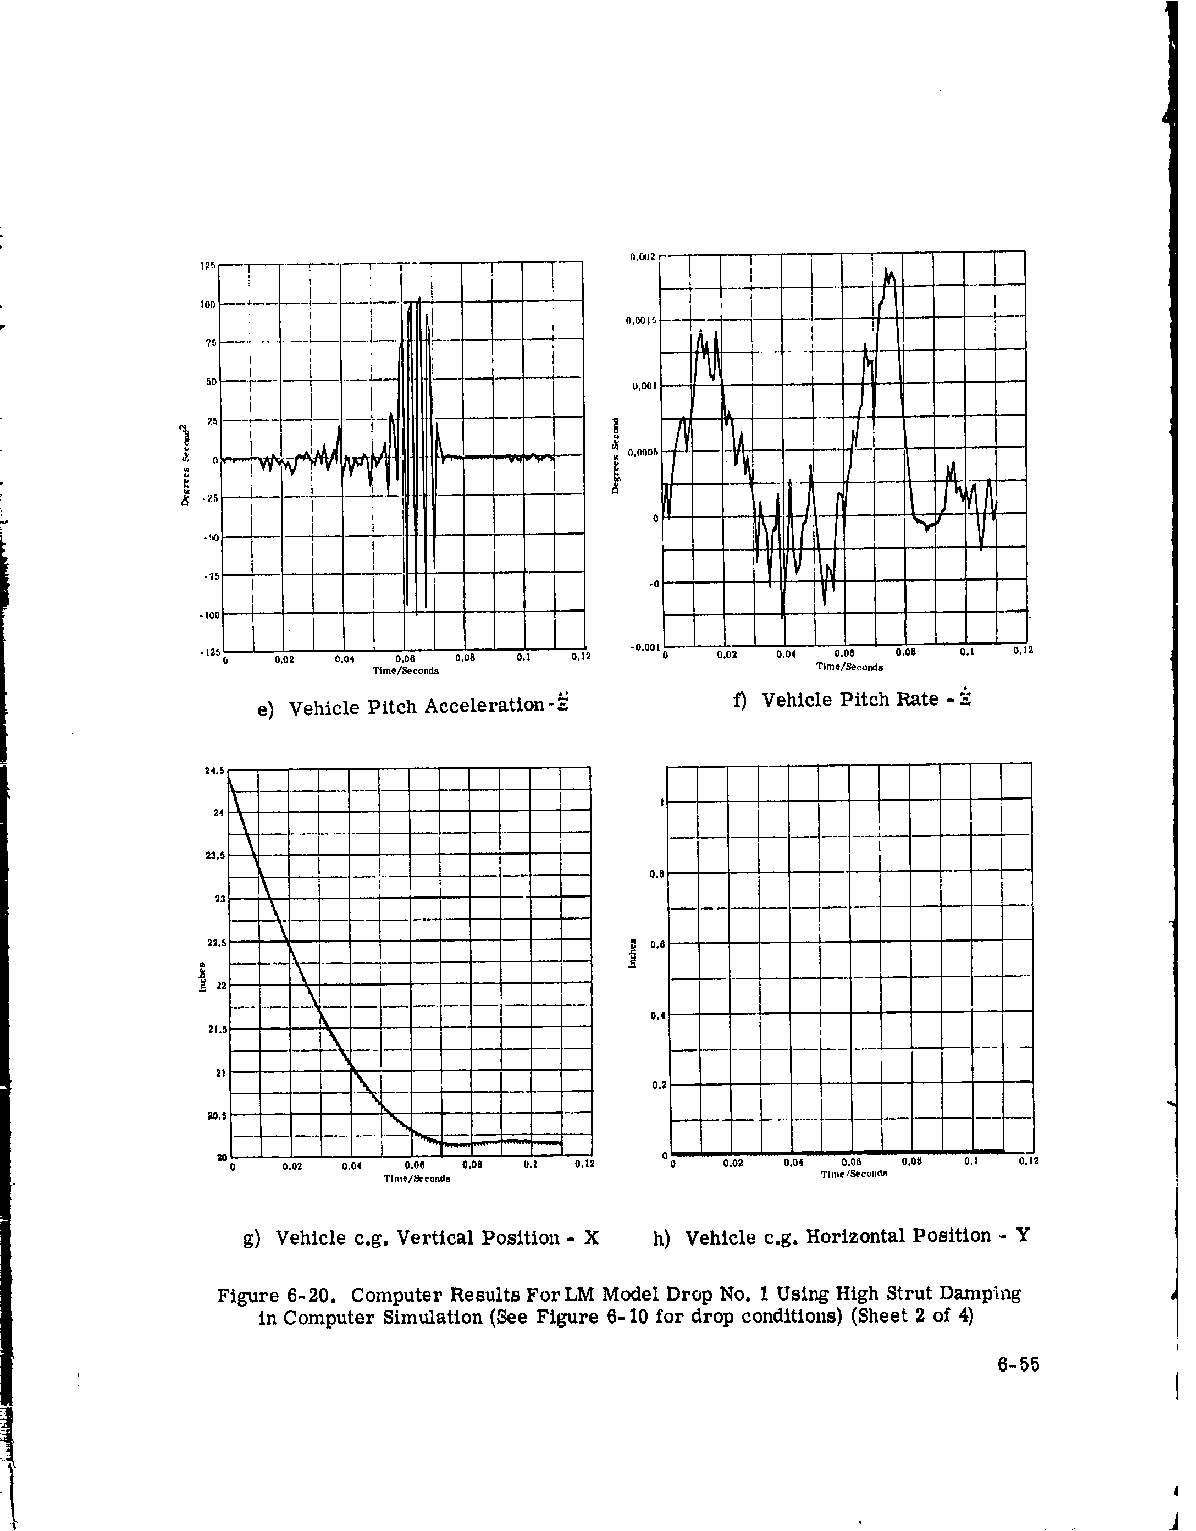 125
100
75
50
25
0
-25
-50
-75
-100
-125
Degrees Second²
0 0.02 0.04 0.06 0.08 0.1 0.12
Time/Seconds
e) Vehicle Pitch Acceleration - Ξ̈
0.002
0.0015
0.001
0.0005
0
-0
-0.001
Degrees Second
0 0.02 0.04 0.06 0.08 0.1 0.12
Time/Seconds
f) Vehicle Pitch Rate - Ξ̇
24.5
24
23.5
23
22.5
22
21.5
21
20.5
20
Inches
0 0.02 0.04 0.06 0.08 0.1 0.12
Time/Seconds
g) Vehicle c.g. Vertical Position - X
1
0.8
0.6
0.4
0.2
0
Inches
0 0.02 0.04 0.06 0.08 0.1 0.12
Time/Seconds
h) Vehicle c.g. Horizontal Position - Y
Figure 6-20. Computer Results For LM Model Drop No. 1 Using High Strut Damping
in Computer Simulation (See Figure 6-10 for drop conditions) (Sheet 2 of 4)
6-55